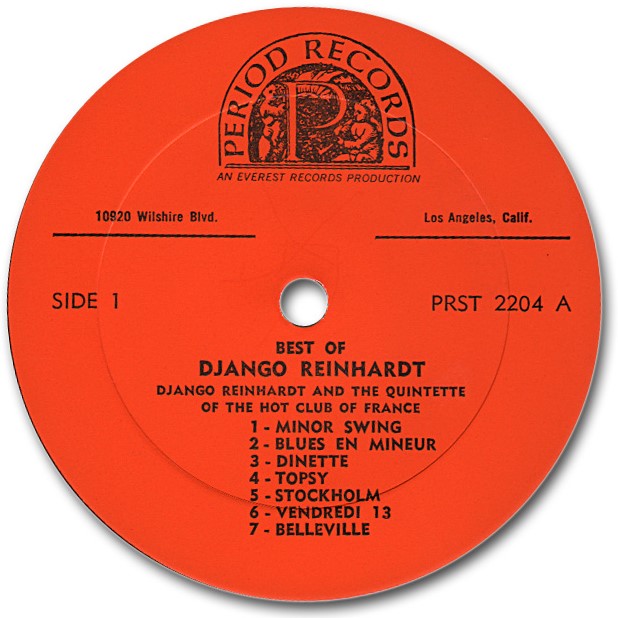 PERIOD RECORDS
P
AN EVEREST RECORDS PRODUCTION
10920 Wilshire Blvd.
Los Angeles, Calif.
SIDE 1
PRST 2204 A
BEST OF
DJANGO REINHARDT
DJANGO REINHARDT AND THE QUINTETTE
OF THE HOT CLUB OF FRANCE
1 - MINOR SWING
2 - BLUES EN MINEUR
3 - DINETTE
4 - TOPSY
5 - STOCKHOLM
6 - VENDREDI 13
7 - BELLEVILLE